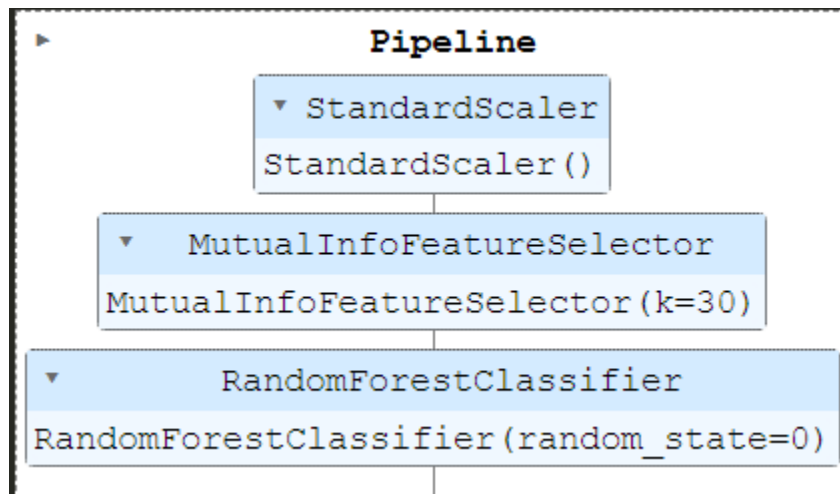 Pipeline
StandardScaler
StandardScaler()
MutualInfoFeatureSelector
MutualInfoFeatureSelector(k=30)
RandomForestClassifier
RandomForestClassifier(random_state=0)